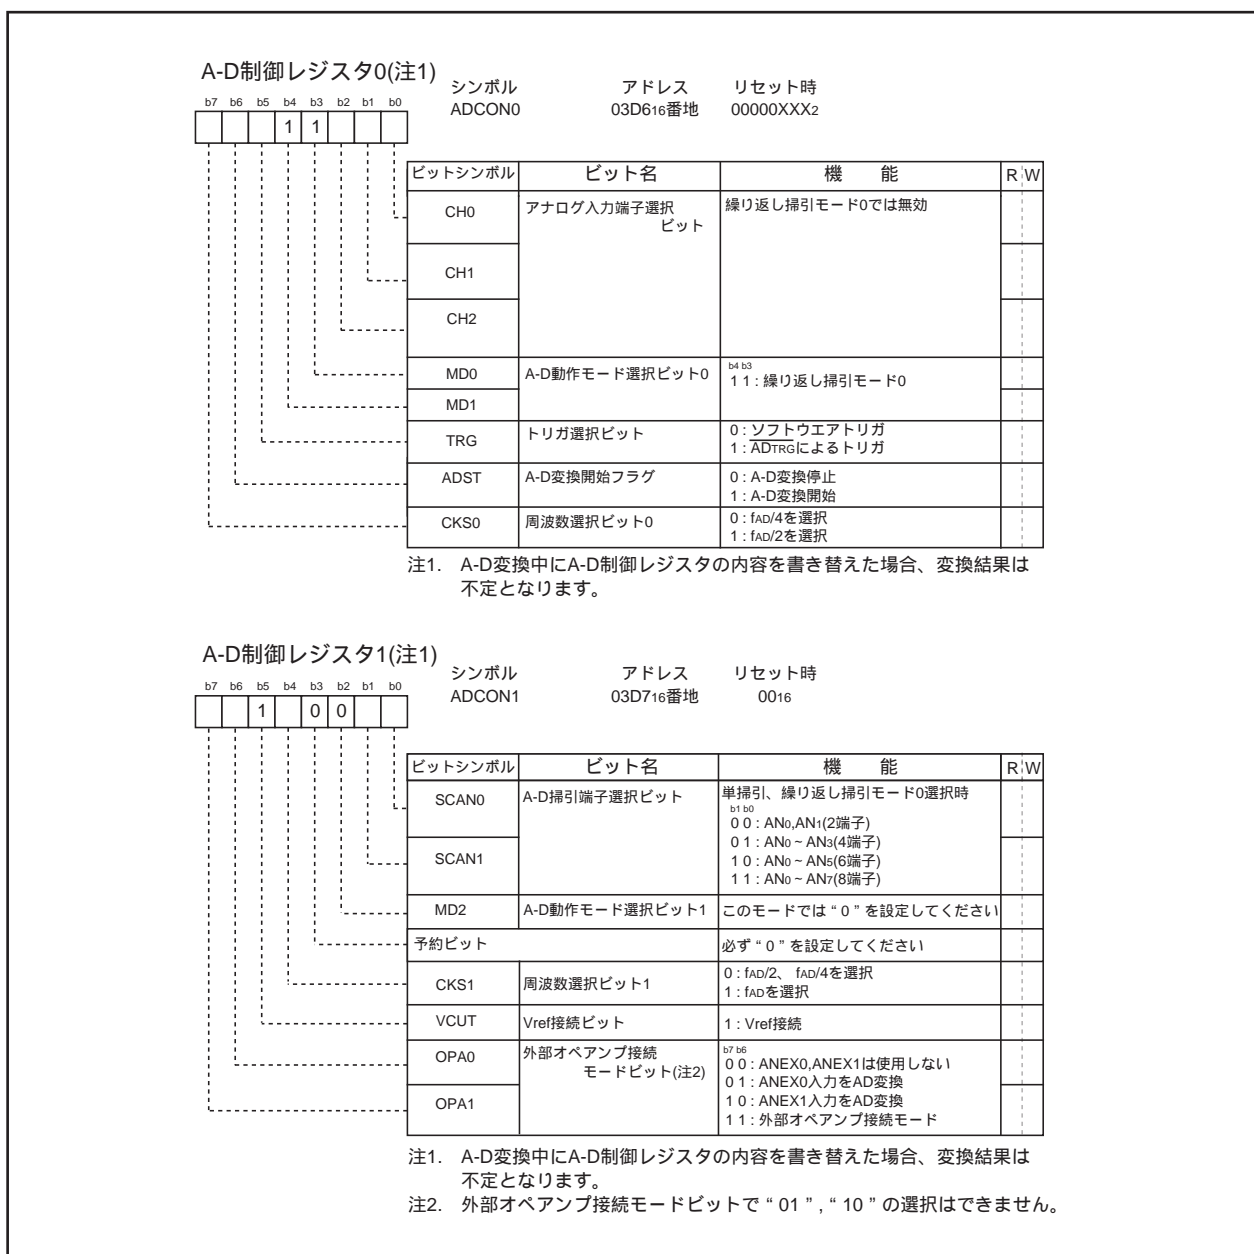 A-D制御レジスタ0(注1)
シンボル アドレス リセット時
ADCON0 03D616番地 00000XXX2
b7 b6 b5 b4 b3 b2 b1 b0
1 1
ビットシンボル ビット名 機 能 R W
CH0 アナログ入力端子選択 繰り返し掃引モード0では無効
ビット
CH1
CH2
MD0 A-D動作モード選択ビット0 b4 b3
1 1 : 繰り返し掃引モード0
MD1
TRG トリガ選択ビット 0 : ソフトウエアトリガ
1 : ADTRGによるトリガ
ADST A-D変換開始フラグ 0 : A-D変換停止
1 : A-D変換開始
CKS0 周波数選択ビット0 0 : fAD/4を選択
1 : fAD/2を選択
注1. A-D変換中にA-D制御レジスタの内容を書き替えた場合、変換結果は
不定となります。
A-D制御レジスタ1(注1)
シンボル アドレス リセット時
ADCON1 03D716番地 0016
b7 b6 b5 b4 b3 b2 b1 b0
1 0 0
ビットシンボル ビット名 機 能 R W
SCAN0 A-D掃引端子選択ビット 単掃引、繰り返し掃引モード0選択時
b1 b0
0 0 : AN0,AN1(2端子)
0 1 : AN0 ~ AN3(4端子)
SCAN1 1 0 : AN0 ~ AN5(6端子)
1 1 : AN0 ~ AN7(8端子)
MD2 A-D動作モード選択ビット1 このモードでは “ 0 ” を設定してください
予約ビット 必ず “ 0 ” を設定してください
CKS1 周波数選択ビット1 0 : fAD/2、 fAD/4を選択
1 : fADを選択
VCUT Vref接続ビット 1 : Vref接続
OPA0 外部オペアンプ接続 b7 b6
モードビット(注2) 0 0 : ANEX0,ANEX1は使用しない
0 1 : ANEX0入力をAD変換
OPA1 1 0 : ANEX1入力をAD変換
1 1 : 外部オペアンプ接続モード
注1. A-D変換中にA-D制御レジスタの内容を書き替えた場合、変換結果は
不定となります。
注2. 外部オペアンプ接続モードビットで “ 01 ” , “ 10 ” の選択はできません。